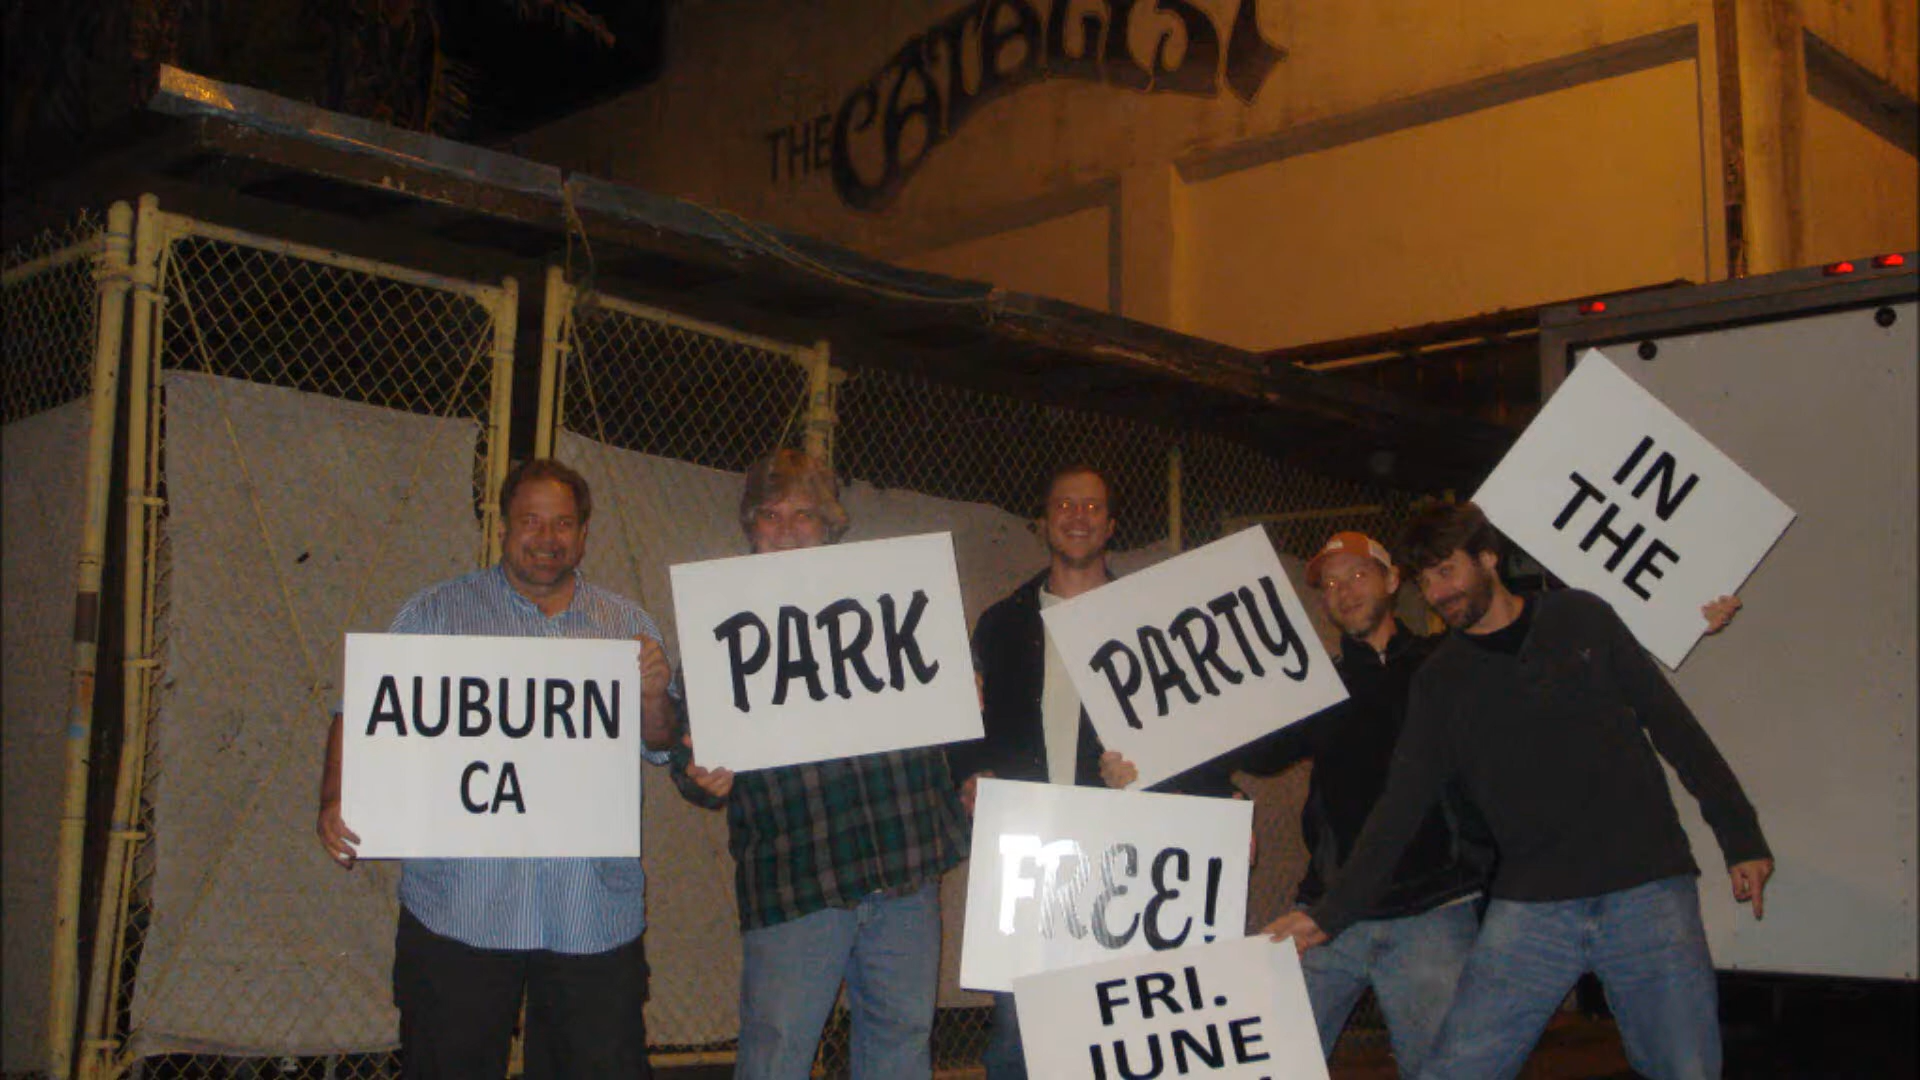 THE CATALYST
IN
THE
PARK
PARTY
AUBURN
CA
FREE!
FRI.
JUNE